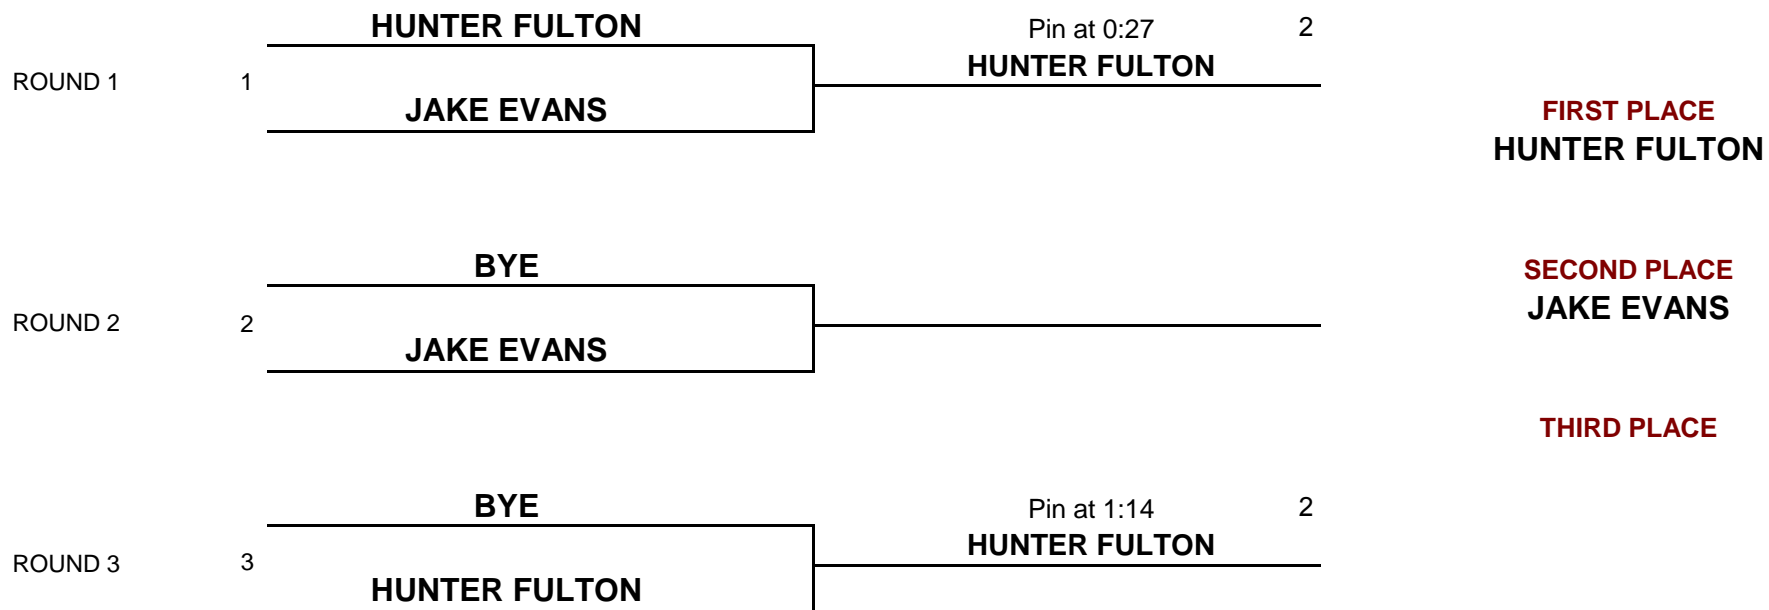 HUNTER FULTON
Pin at 0:27 2
ROUND 1 1 HUNTER FULTON
JAKE EVANS
FIRST PLACE
HUNTER FULTON
BYE
SECOND PLACE
JAKE EVANS
ROUND 2 2
JAKE EVANS
THIRD PLACE
BYE
Pin at 1:14 2
HUNTER FULTON
ROUND 3 3
HUNTER FULTON